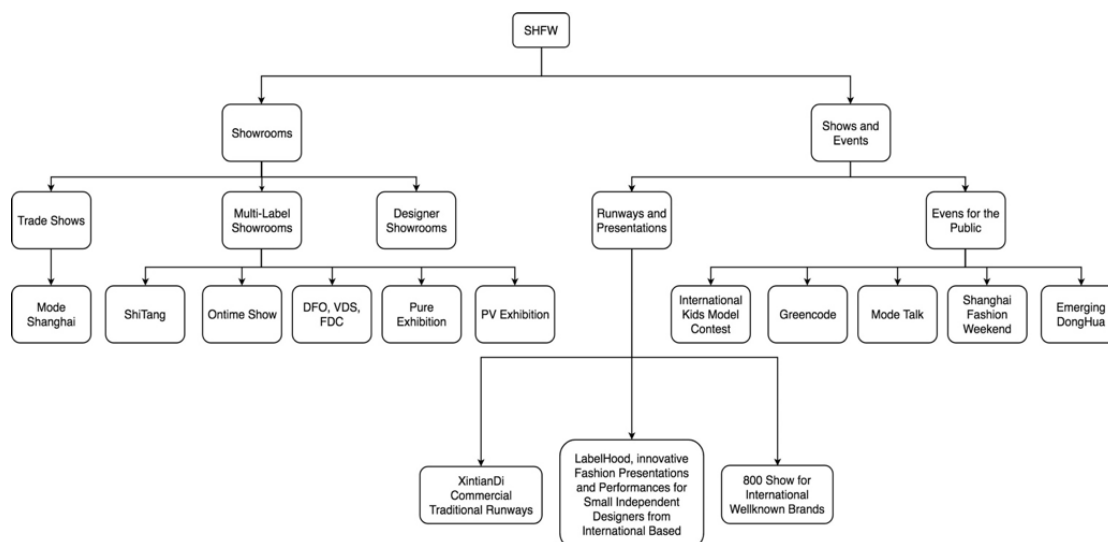 SHFW
Showrooms
Shows and
Events
Trade Shows
Multi-Label
Showrooms
Designer
Showrooms
Runways and
Presentations
Evens for the
Public
Mode
Shanghai
ShiTang
Ontime Show
DFO, VDS,
FDC
Pure
Exhibition
PV Exhibition
International
Kids Model
Contest
Greencode
Mode Talk
Shanghai
Fashion
Weekend
Emerging
DongHua
XintianDi
Commercial
Traditional Runways
LabelHood, innovative
Fashion Presentations
and Performances for
Small Independent
Designers from
International Based
800 Show for
International
Wellknown Brands